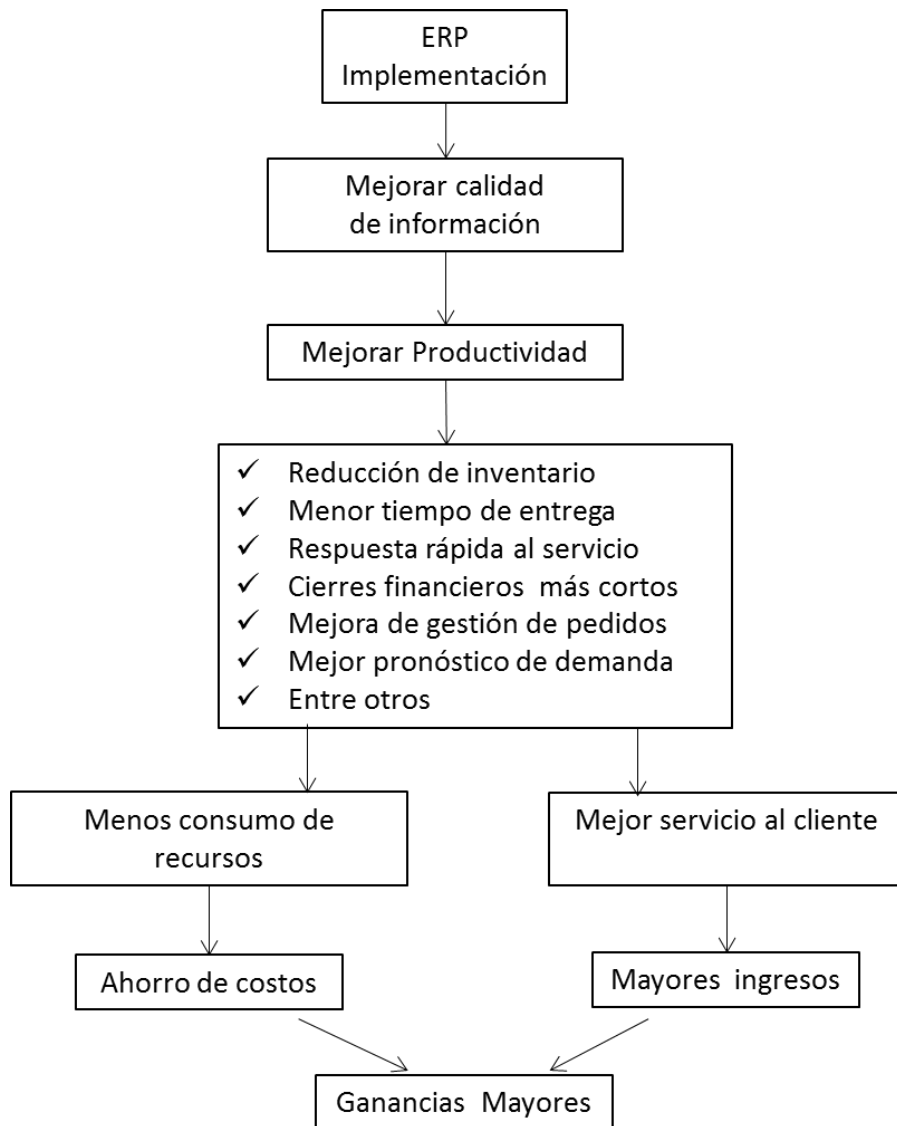 ERP
Implementación
Mejorar calidad
de información
Mejorar Productividad
✓ Reducción de inventario
✓ Menor tiempo de entrega
✓ Respuesta rápida al servicio
✓ Cierres financieros más cortos
✓ Mejora de gestión de pedidos
✓ Mejor pronóstico de demanda
✓ Entre otros
Menos consumo de
recursos
Mejor servicio al cliente
Ahorro de costos
Mayores ingresos
Ganancias Mayores